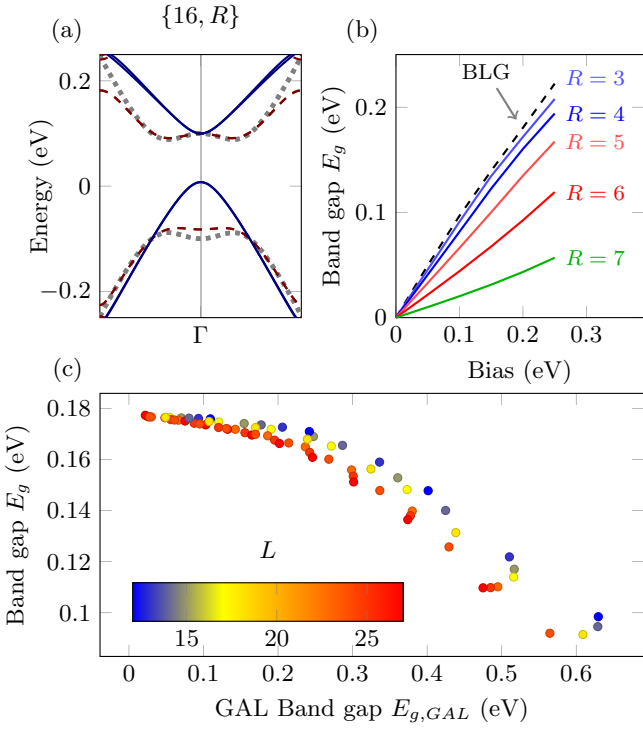 {16, R}
(a)
0.2
0
−0.2
Energy (eV)
Γ
(b)
BLG
R = 3
R = 4
R = 5
R = 6
R = 7
0.2
0.1
0
Band gap E_g (eV)
0
0.1
0.2
0.3
Bias (eV)
(c)
0.18
0.16
0.14
0.12
0.1
Band gap E_g (eV)
L
15
20
25
0
0.1
0.2
0.3
0.4
0.5
0.6
GAL Band gap E_{g,GAL} (eV)